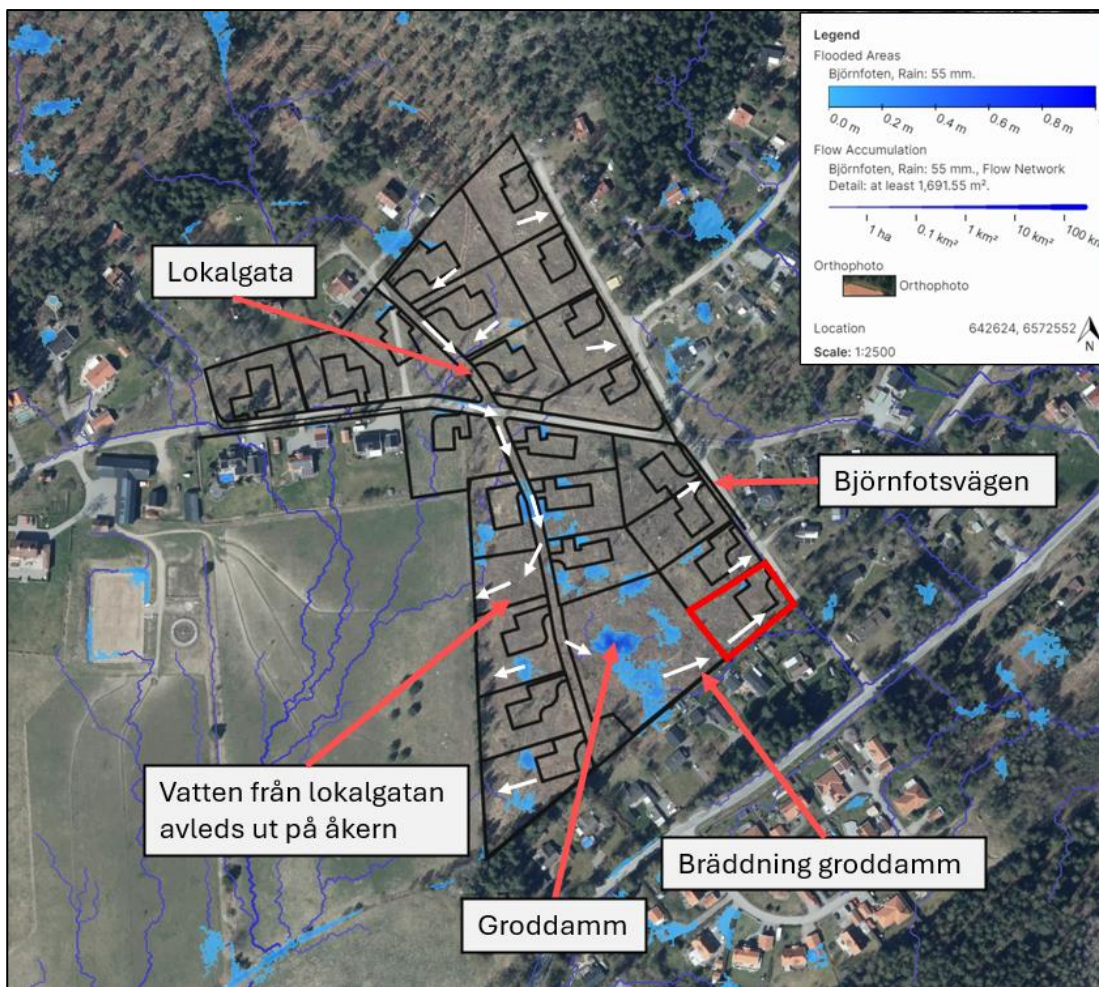 Legend
Flooded Areas
Björnfoten, Rain: 55 mm.
0.0 m
0.2 m
0.4 m
0.6 m
0.8 m
Flow Accumulation
Björnfoten, Rain: 55 mm., Flow Network
Detail: at least 1,691.55 m².
1 ha
0.1 km²
1 km²
10 km²
100 km
Orthophoto
Orthophoto
Location 642624, 6572552
Scale: 1:2500
N
Lokalgata
Björnfotsvägen
Vatten från lokalgatan
avleds ut på åkern
Bräddning groddamm
Groddamm